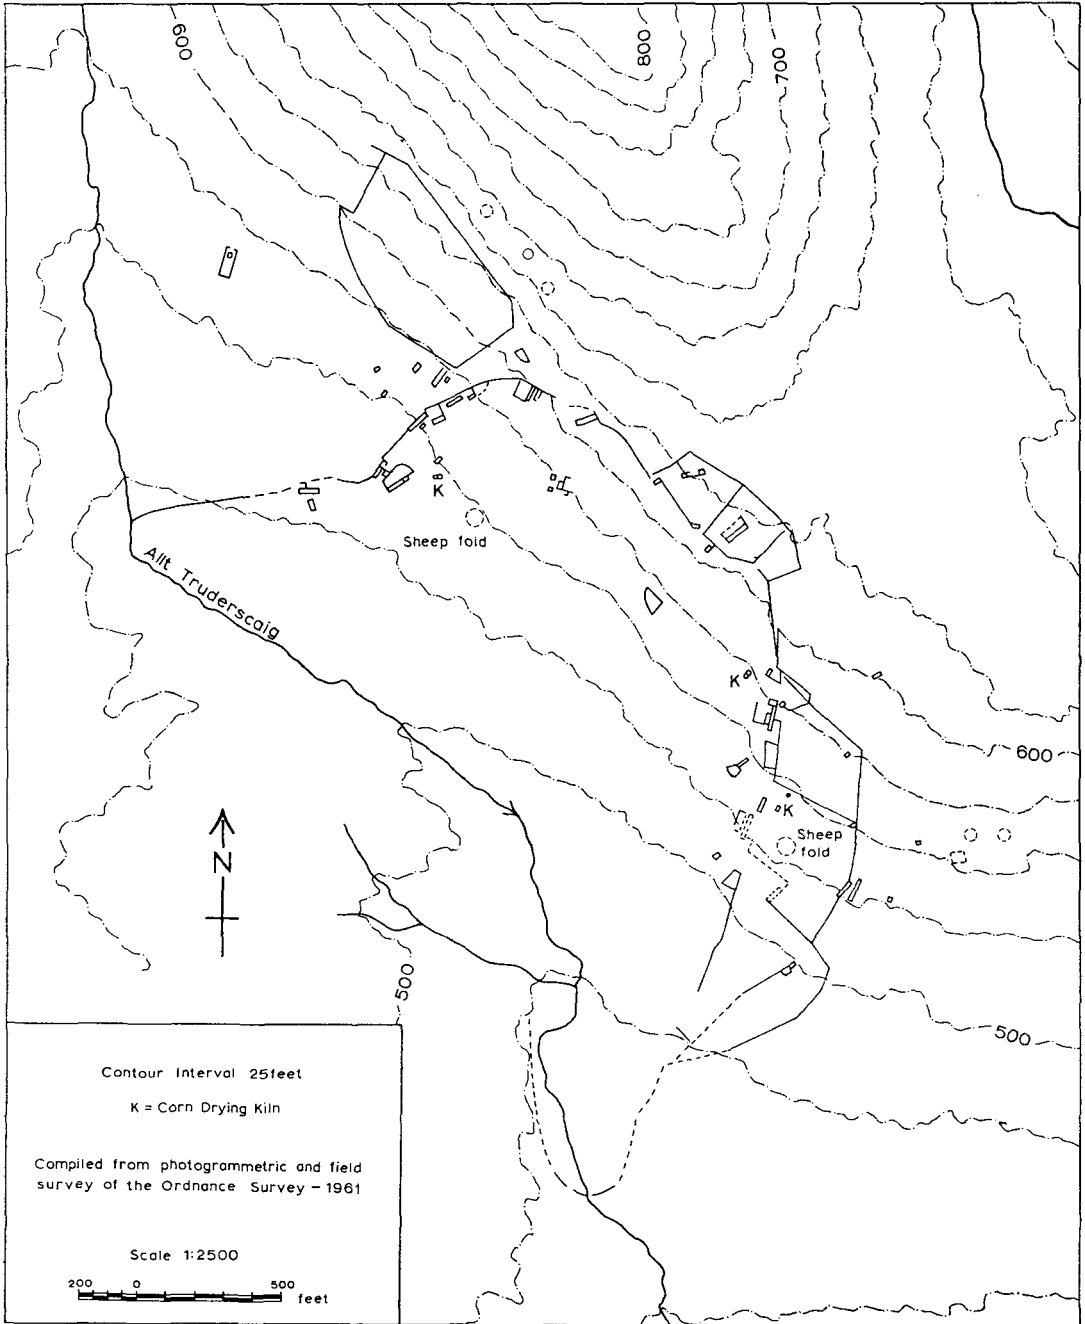 600
800
700
K
Sheep fold
Allt Truderscaig
K
600
K
Sheep
fold
N
500
500
Contour Interval 25feet
K = Corn Drying Kiln
Compiled from photogrammetric and field
survey of the Ordnance Survey – 1961
Scale 1:2500
200 0 500
feet